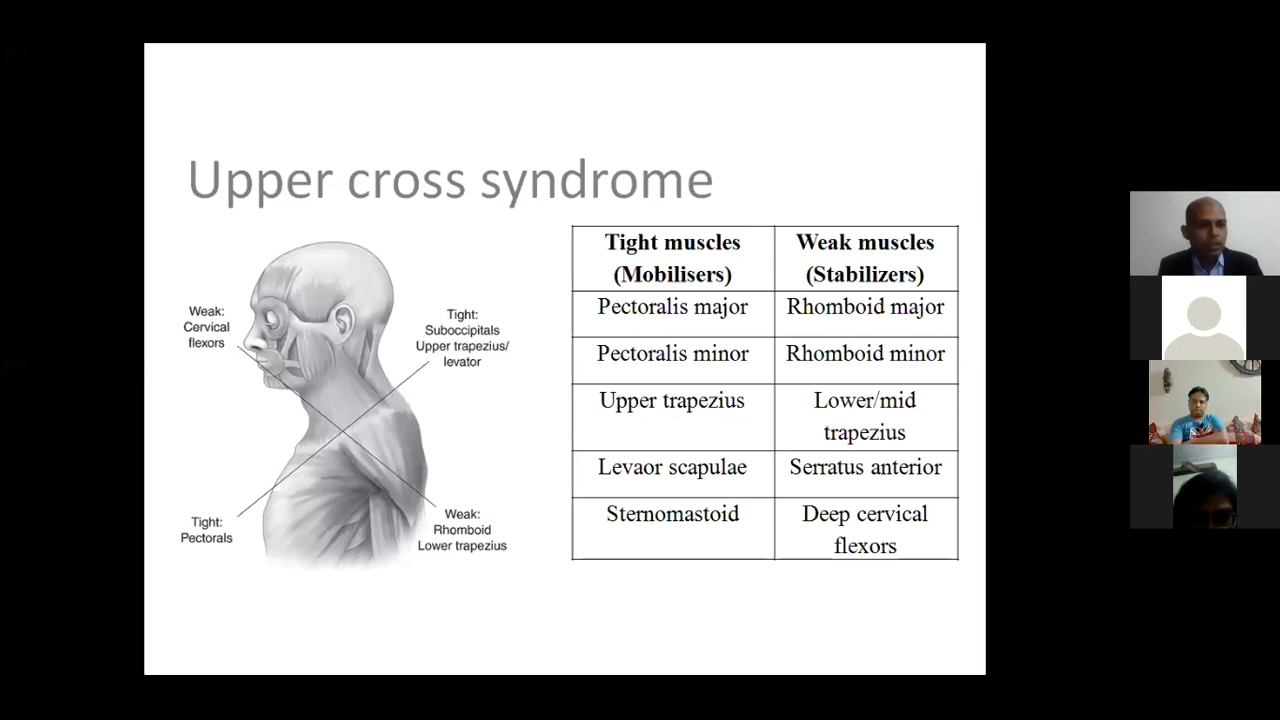 Upper cross syndrome
Weak:
Cervical
flexors
Tight:
Suboccipitals
Upper trapezius/
levator
Tight:
Pectorals
Weak:
Rhomboid
Lower trapezius
Tight muscles
(Mobilisers)
Weak muscles
(Stabilizers)
Pectoralis major
Rhomboid major
Pectoralis minor
Rhomboid minor
Upper trapezius
Lower/mid
trapezius
Levaor scapulae
Serratus anterior
Sternomastoid
Deep cervical
flexors